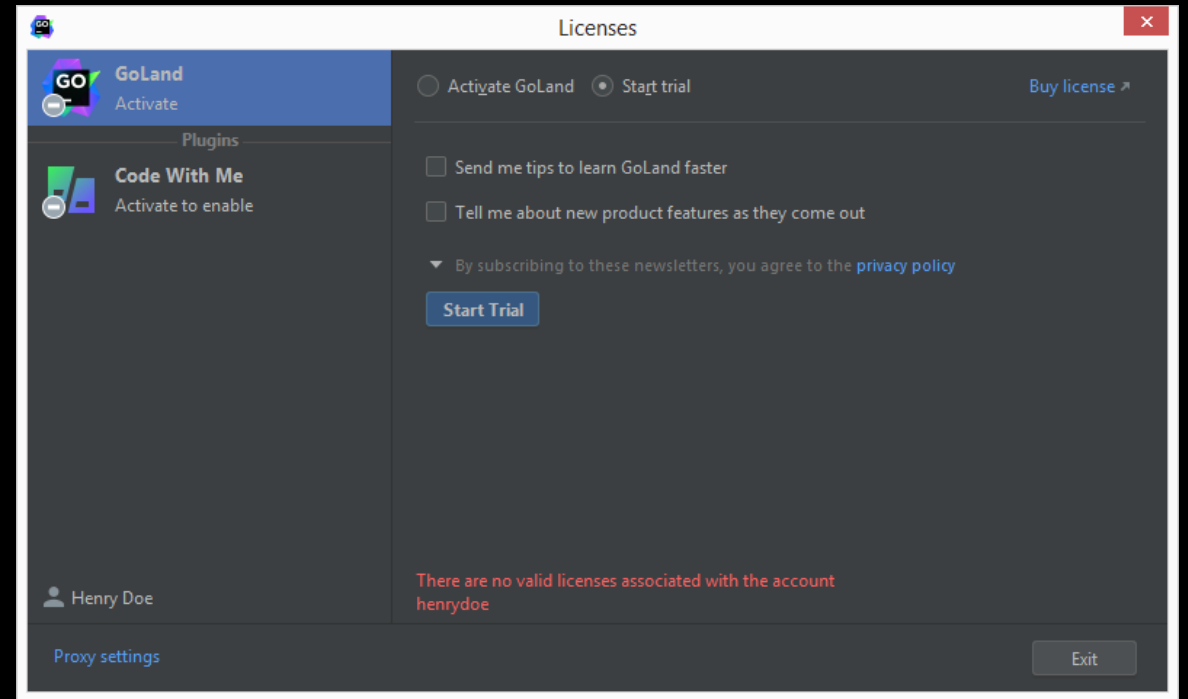 GO
Licenses
GO
GoLand
Activate
Plugins
Code With Me
Activate to enable
Henry Doe
Activate GoLand
Start trial
Buy license
Send me tips to learn GoLand faster
Tell me about new product features as they come out
By subscribing to these newsletters, you agree to the privacy policy
Start Trial
There are no valid licenses associated with the account
henrydoe
Proxy settings
Exit